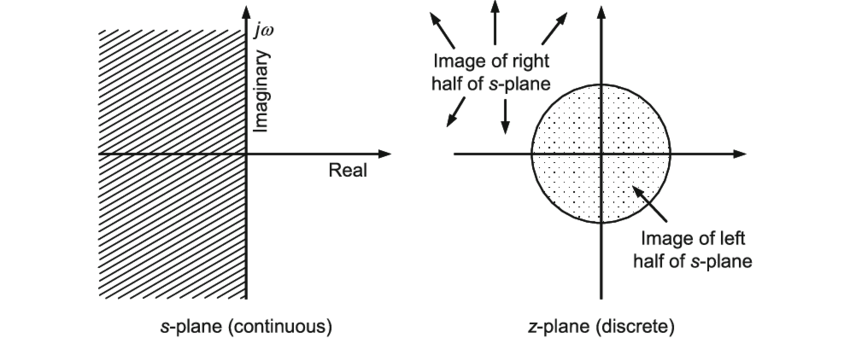 jω
Imaginary
Real
s-plane (continuous)
Image of right
half of s-plane
Image of left
half of s-plane
z-plane (discrete)